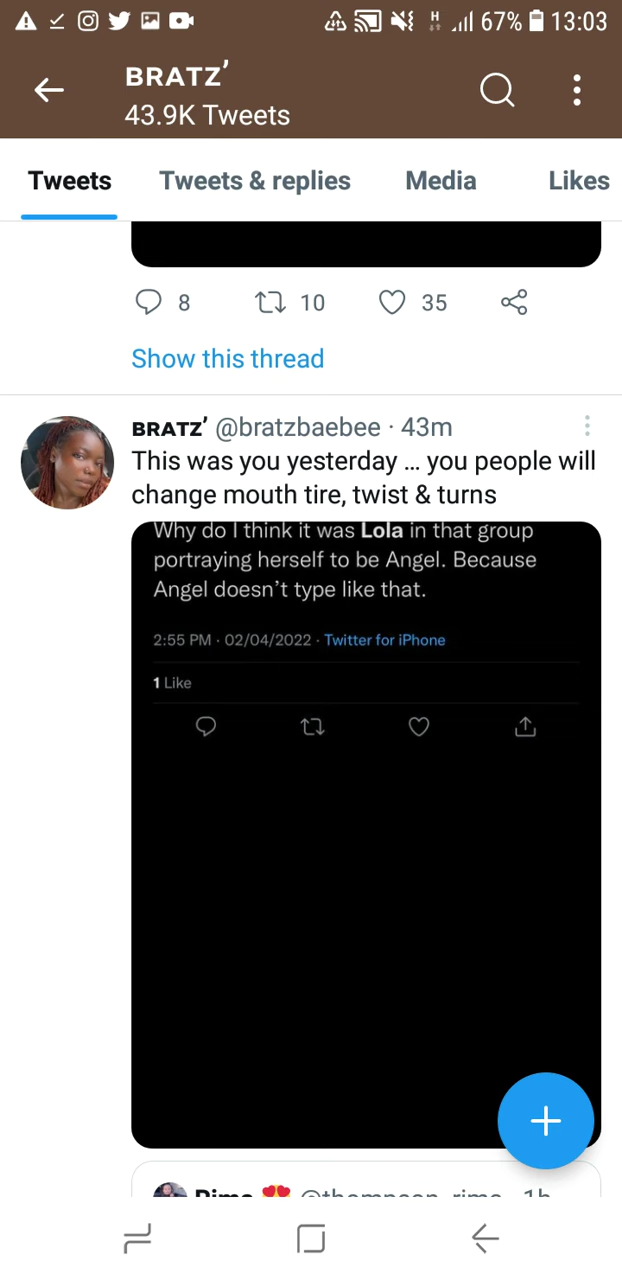 67% 13:03
BRATZ’
43.9K Tweets
Tweets Tweets & replies Media Likes
8 10 35
Show this thread
BRATZ’ @bratzbaebee · 43m
This was you yesterday ... you people will
change mouth tire, twist & turns
Why do I think it was Lola in that group
portraying herself to be Angel. Because
Angel doesn’t type like that.
2:55 PM · 02/04/2022 · Twitter for iPhone
1 Like